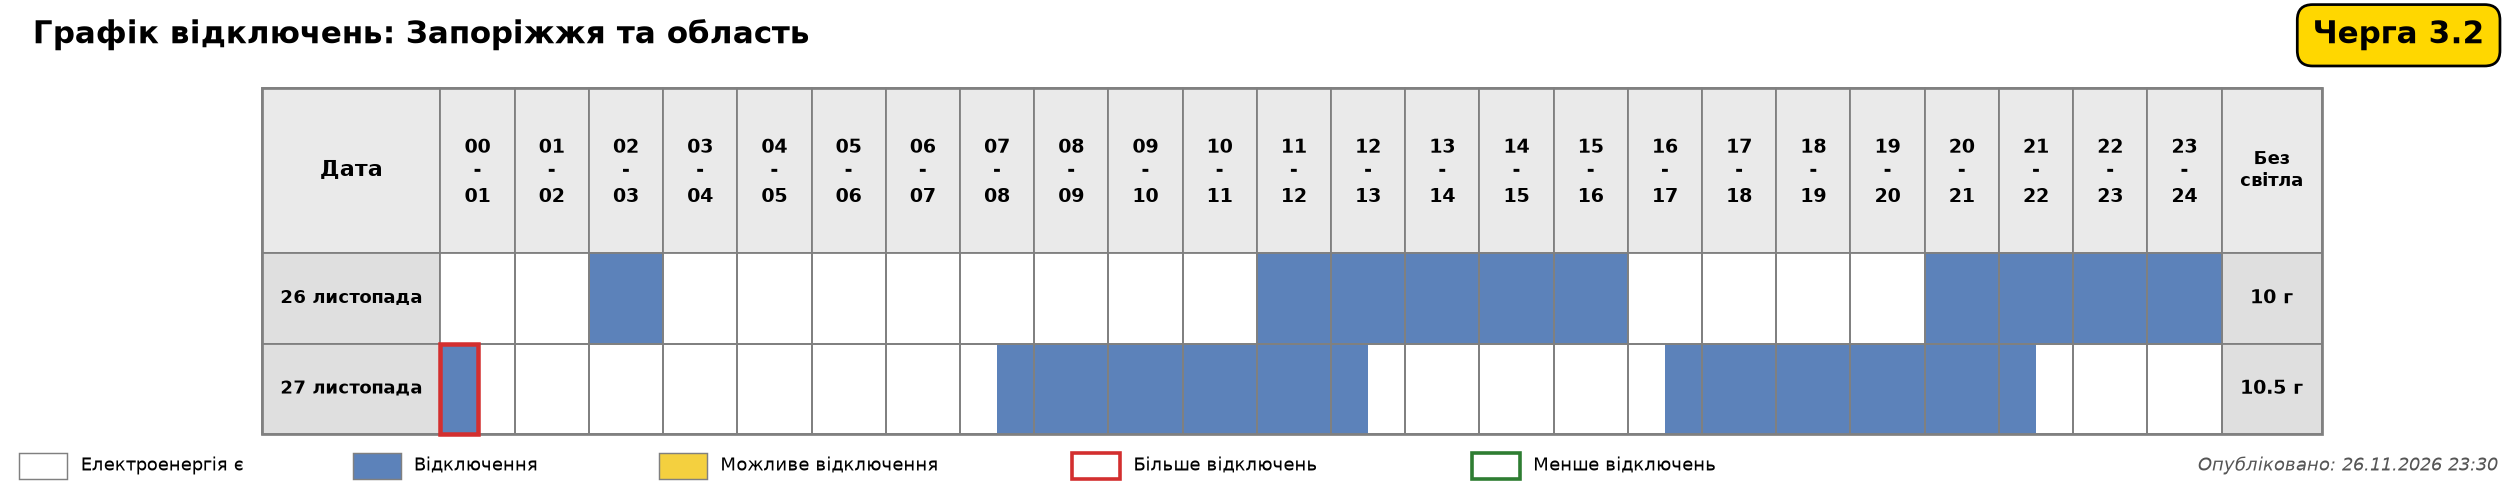 Графік відключень: Запоріжжя та область
Черга 3.2
Дата
00 - 01
01 - 02
02 - 03
03 - 04
04 - 05
05 - 06
06 - 07
07 - 08
08 - 09
09 - 10
10 - 11
11 - 12
12 - 13
13 - 14
14 - 15
15 - 16
16 - 17
17 - 18
18 - 19
19 - 20
20 - 21
21 - 22
22 - 23
23 - 24
Без
світла
26 листопада
10 г
27 листопада
10.5 г
Електроенергія є
Відключення
Можливе відключення
Більше відключень
Менше відключень
Опубліковано: 26.11.2026 23:30